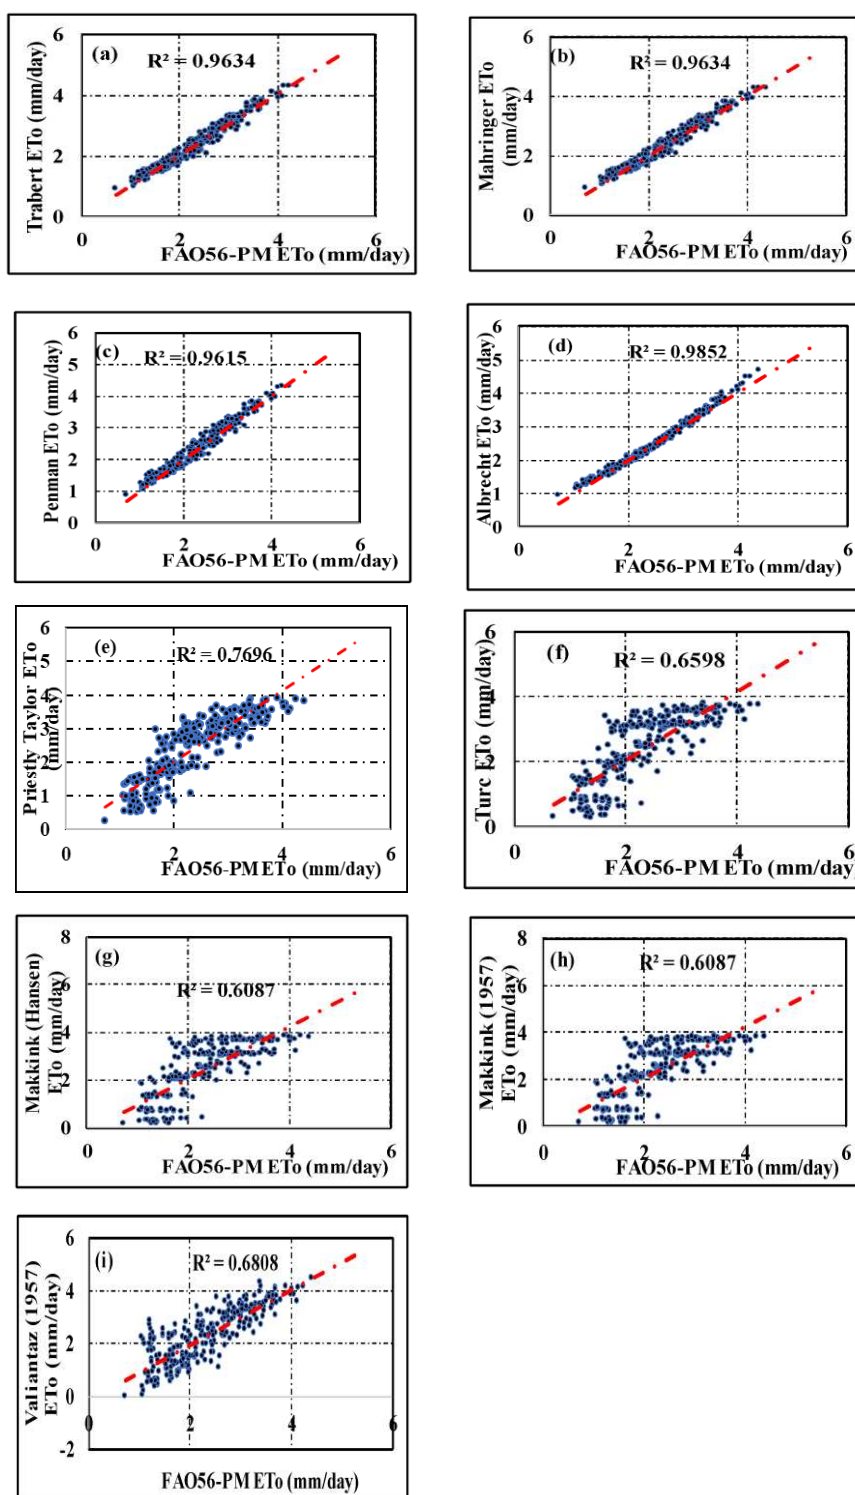 (a)
R² = 0.9634
Trabert ETo (mm/day)
6
4
2
0
0 2 4 6
FAO56-PM ETo (mm/day)
(b)
R² = 0.9634
Mahringer ETo
(mm/day)
6
4
2
0
0 2 4 6
FAO56-PM ETo (mm/day)
(c)
R² = 0.9615
Penman ETo (mm/day)
6
5
4
3
2
1
0
0 2 4 6
FAO56-PM ETo (mm/day)
(d)
R² = 0.9852
Albrecht ETo (mm/day)
6
5
4
3
2
1
0
0 2 4 6
FAO56-PM ETo (mm/day)
(e)
R² = 0.7696
Priestly Taylor ETo
(mm/day)
6
5
4
3
2
1
0
0 2 4 6
FAO56-PM ETo (mm/day)
(f)
R² = 0.6598
Turc ETo (mm/day)
6
4
2
0
0 2 4 6
FAO56-PM ETo (mm/day)
(g)
R² = 0.6087
Makkink (Hansen)
ETo (mm/day)
8
6
4
2
0
0 2 4 6
FAO56-PM ETo (mm/day)
(h)
R² = 0.6087
Makkink (1957)
ETo (mm/day)
8
6
4
2
0
0 2 4 6
FAO56-PM ETo (mm/day)
(i)
R² = 0.6808
Valiantaz (1957)
ETo (mm/day)
6
4
2
0
-2
0 2 4 6
FAO56-PM ETo (mm/day)